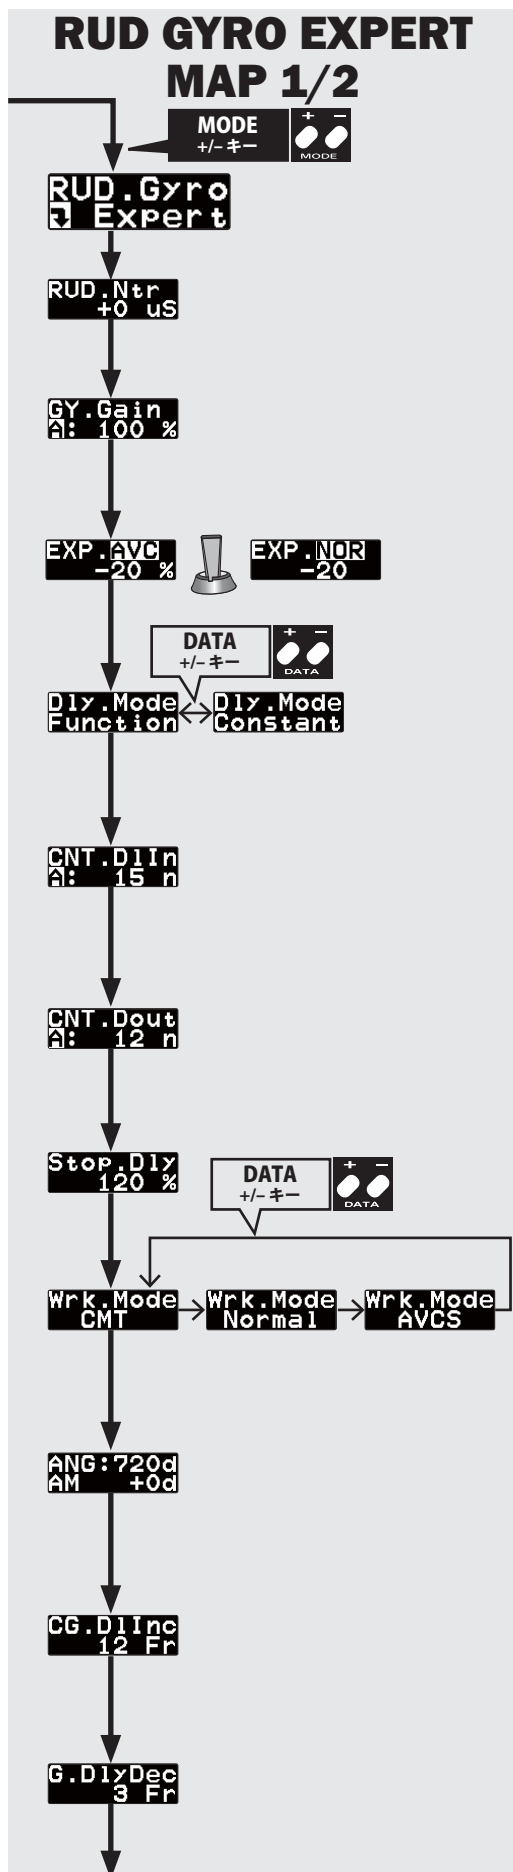 RUD GYRO EXPERT
MAP 1/2
MODE
+/– キー
+ −
MODE
RUD.Gyro
Expert
RUD.Ntr
+0 uS
GY.Gain
A: 100 %
EXP.AVC
-20 %
EXP.NOR
-20
DATA
+/– キー
+ −
DATA
Dly.Mode
Function
Dly.Mode
Constant
CNT.DlIn
A: 15 n
CNT.Dout
A: 12 n
Stop.Dly
120 %
DATA
+/– キー
+ −
DATA
Wrk.Mode
CMT
Wrk.Mode
Normal
Wrk.Mode
AVCS
ANG:720d
AM +0d
CG.DlInc
12 Fr
G.DlyDec
3 Fr